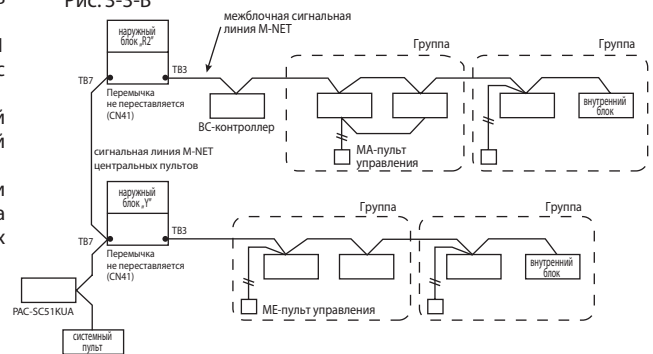 Рис. 3-3-B
межблочная сигнальная
линия M-NET
наружный
блок „R2”
Группа
Группа
TB7
TB3
Перемычка
не переставляется
(CN41)
BC-контроллер
внутренний
блок
MA-пульт
управления
сигнальная линия M-NET
центральных пультов
наружный
блок „Y”
Группа
Группа
TB7
TB3
Перемычка
не переставляется
(CN41)
внутренний
блок
PAC-SC51KUA
ME-пульт управления
системный
пульт